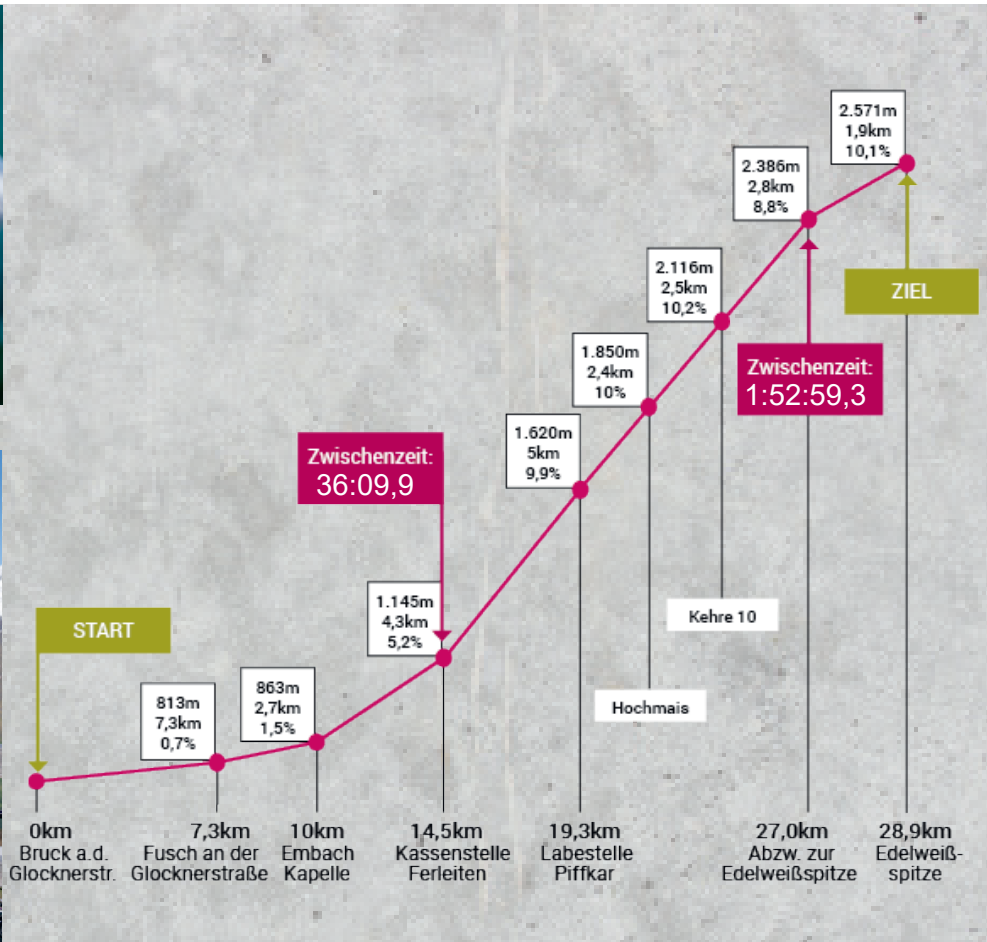 2.571m
1,9km
10,1%
2.386m
2,8km
8,8%
2.116m
2,5km
10,2%
ZIEL
1.850m
2,4km
10%
Zwischenzeit:
1:52:59,3
1.620m
5km
9,9%
Zwischenzeit:
36:09,9
1.145m
4,3km
5,2%
Kehre 10
START
863m
2,7km
1,5%
813m
7,3km
0,7%
Hochmais
0km
Bruck a.d.
Glocknerstr.
7,3km
Fusch an der
Glocknerstraße
10km
Embach
Kapelle
14,5km
Kassenstelle
Ferleiten
19,3km
Labestelle
Piffkar
27,0km
Abzw. zur
Edelweißspitze
28,9km
Edelweiß-
spitze